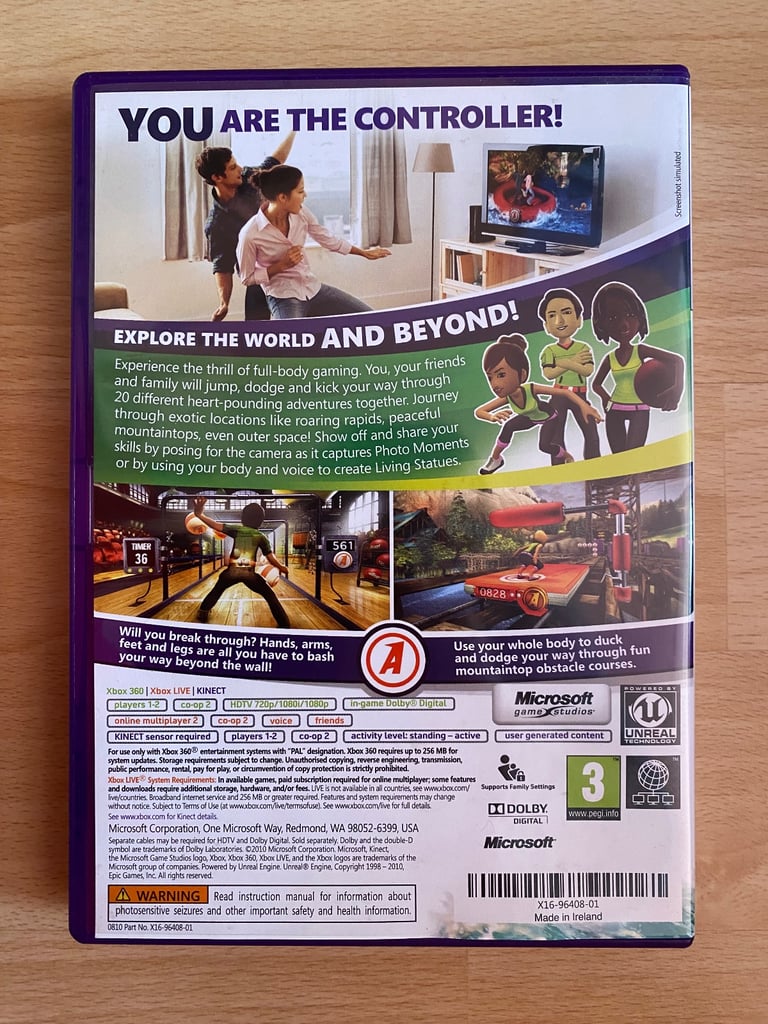 YOU ARE THE CONTROLLER!
Screenshot simulated
EXPLORE THE WORLD AND BEYOND!
Experience the thrill of full-body gaming. You, your friends
and family will jump, dodge and kick your way through
20 different heart-pounding adventures together. Journey
through exotic locations like roaring rapids, peaceful
mountaintops, even outer space! Show off and share your
skills by posing for the camera as it captures Photo Moments
or by using your body and voice to create Living Statues.
TIMER
36
561
0828
Will you break through? Hands, arms,
feet and legs are all you have to bash
your way beyond the wall!
A
Use your whole body to duck
and dodge your way through fun
mountaintop obstacle courses.
Xbox 360 | Xbox LIVE | KINECT
players 1-2 co-op 2 HDTV 720p/1080i/1080p in-game Dolby® Digital
online multiplayer 2 co-op 2 voice friends
KINECT sensor required players 1-2 co-op 2 activity level: standing – active user generated content
Microsoft
game studios
POWERED BY
UNREAL
TECHNOLOGY
For use only with Xbox 360® entertainment systems with "PAL" designation. Xbox 360 requires up to 256 MB for
system updates. Storage requirements subject to change. Unauthorised copying, reverse engineering, transmission,
public performance, rental, pay for play, or circumvention of copy protection is strictly prohibited.
Xbox LIVE® System Requirements: In available games, paid subscription required for online multiplayer; some features
and downloads require additional storage, hardware, and/or fees. LIVE is not available in all countries, see www.xbox.com/
live/countries. Broadband internet service and 256 MB or greater required. Features and system requirements may change
without notice. Subject to Terms of Use (at www.xbox.com/live/termsofuse). See www.xbox.com/live for full details.
See www.xbox.com for Kinect details.
Microsoft Corporation, One Microsoft Way, Redmond, WA 98052-6399, USA
Separate cables may be required for HDTV and Dolby Digital. Sold separately. Dolby and the double-D
symbol are trademarks of Dolby Laboratories. ©2010 Microsoft Corporation. Microsoft, Kinect,
the Microsoft Game Studios logo, Xbox, Xbox 360, Xbox LIVE, and the Xbox logos are trademarks of the
Microsoft group of companies. Powered by Unreal Engine. Unreal® Engine, Copyright 1998 – 2010,
Epic Games, Inc. All rights reserved.
Supports Family Settings
DOLBY
DIGITAL
3
www.pegi.info
TM
Microsoft®
WARNING Read instruction manual for information about
photosensitive seizures and other important safety and health information.
0810 Part No. X16-96408-01
X16-96408-01
Made in Ireland